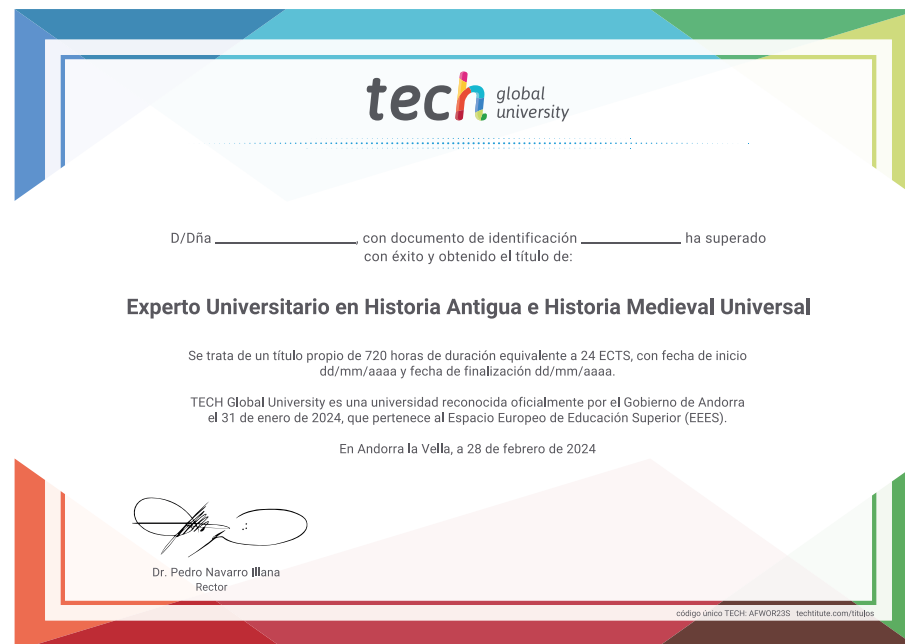 tech global
university
D/Dña ____________________, con documento de identificación ______________ ha superado
con éxito y obtenido el título de:
Experto Universitario en Historia Antigua e Historia Medieval Universal
Se trata de un título propio de 720 horas de duración equivalente a 24 ECTS, con fecha de inicio
dd/mm/aaaa y fecha de finalización dd/mm/aaaa.
TECH Global University es una universidad reconocida oficialmente por el Gobierno de Andorra
el 31 de enero de 2024, que pertenece al Espacio Europeo de Educación Superior (EEES).
En Andorra la Vella, a 28 de febrero de 2024
Dr. Pedro Navarro Illana
Rector
código único TECH: AFWOR23S techtitute.com/titulos